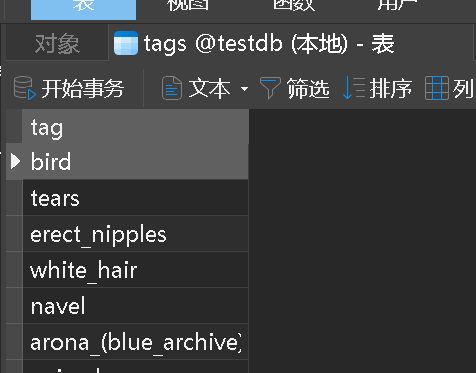 表 视图 函数 用户
对象 tags @testdb (本地) - 表
开始事务 文本 筛选 排序 列
tag
bird
tears
erect_nipples
white_hair
navel
arona_(blue_archive)